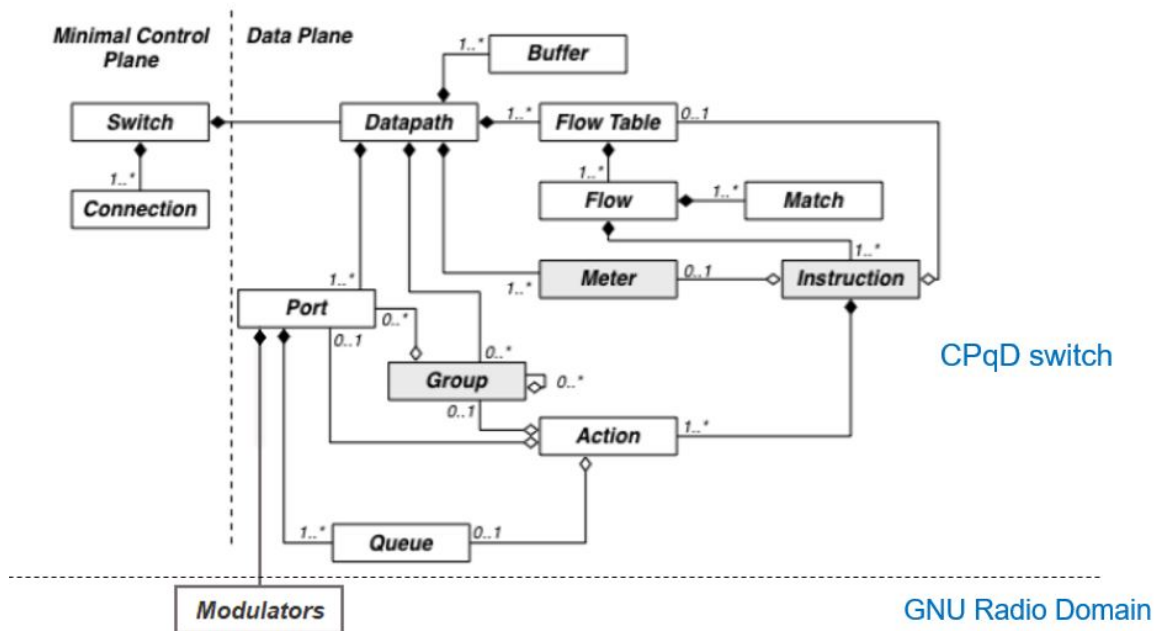 Minimal Control
Plane
Data Plane
1..*
Buffer
Switch
Datapath
1..*
Flow Table
0..1
1..*
Connection
1..*
Flow
1..*
Match
1..*
1..*
Meter
0..1
Instruction
1..*
Port
0..*
0..1
0..*
CPqD switch
Group
0..*
0..1
Action
1..*
1..*
Queue
0..1
Modulators
GNU Radio Domain